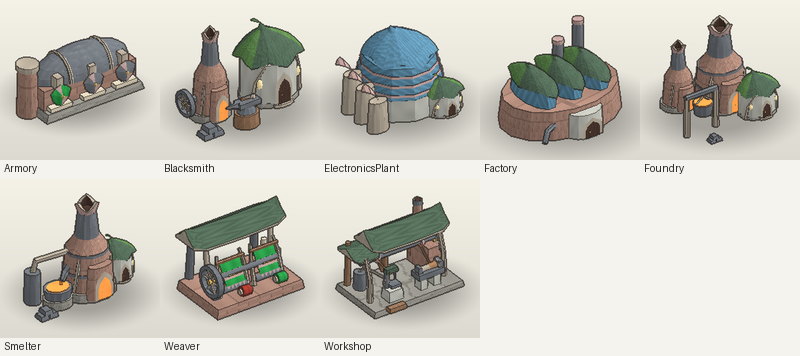 Armory
Blacksmith
ElectronicsPlant
Factory
Foundry
Smelter
Weaver
Workshop